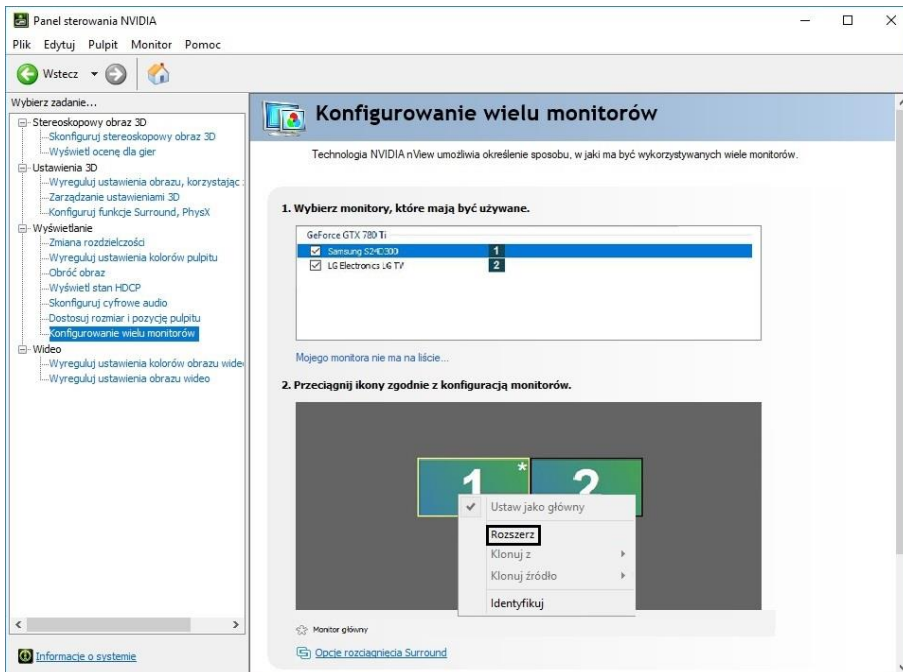 Panel sterowania NVIDIA
Plik Edytuj Pulpit Monitor Pomoc
Wstecz
Wybierz zadanie...
Stereoskopowy obraz 3D
Skonfiguruj stereoskopowy obraz 3D
Wyświetl ocenę dla gier
Ustawienia 3D
Wyreguluj ustawienia obrazu, korzystając
Zarządzanie ustawieniami 3D
Konfiguruj funkcje Surround, PhysX
Wyświetlanie
Zmiana rozdzielczości
Wyreguluj ustawienia kolorów pulpitu
Obróć obraz
Wyświetl stan HDCP
Skonfiguruj cyfrowe audio
Dostosuj rozmiar i pozycję pulpitu
Konfigurowanie wielu monitorów
Wideo
Wyreguluj ustawienia kolorów obrazu wide
Wyreguluj ustawienia obrazu wideo
Informacje o systemie
Konfigurowanie wielu monitorów
Technologia NVIDIA nView umożliwia określenie sposobu, w jaki ma być wykorzystywanych wiele monitorów.
1. Wybierz monitory, które mają być używane.
GeForce GTX 780 Ti
Samsung S24D300 1
LG Electronics LG TV 2
Mojego monitora nie ma na liście...
2. Przeciągnij ikony zgodnie z konfiguracją monitorów.
1 * 2
Ustaw jako główny
Rozszerz
Klonuj z
Klonuj źródło
Identyfikuj
Monitor główny
Opcje rozciągnięcia Surround